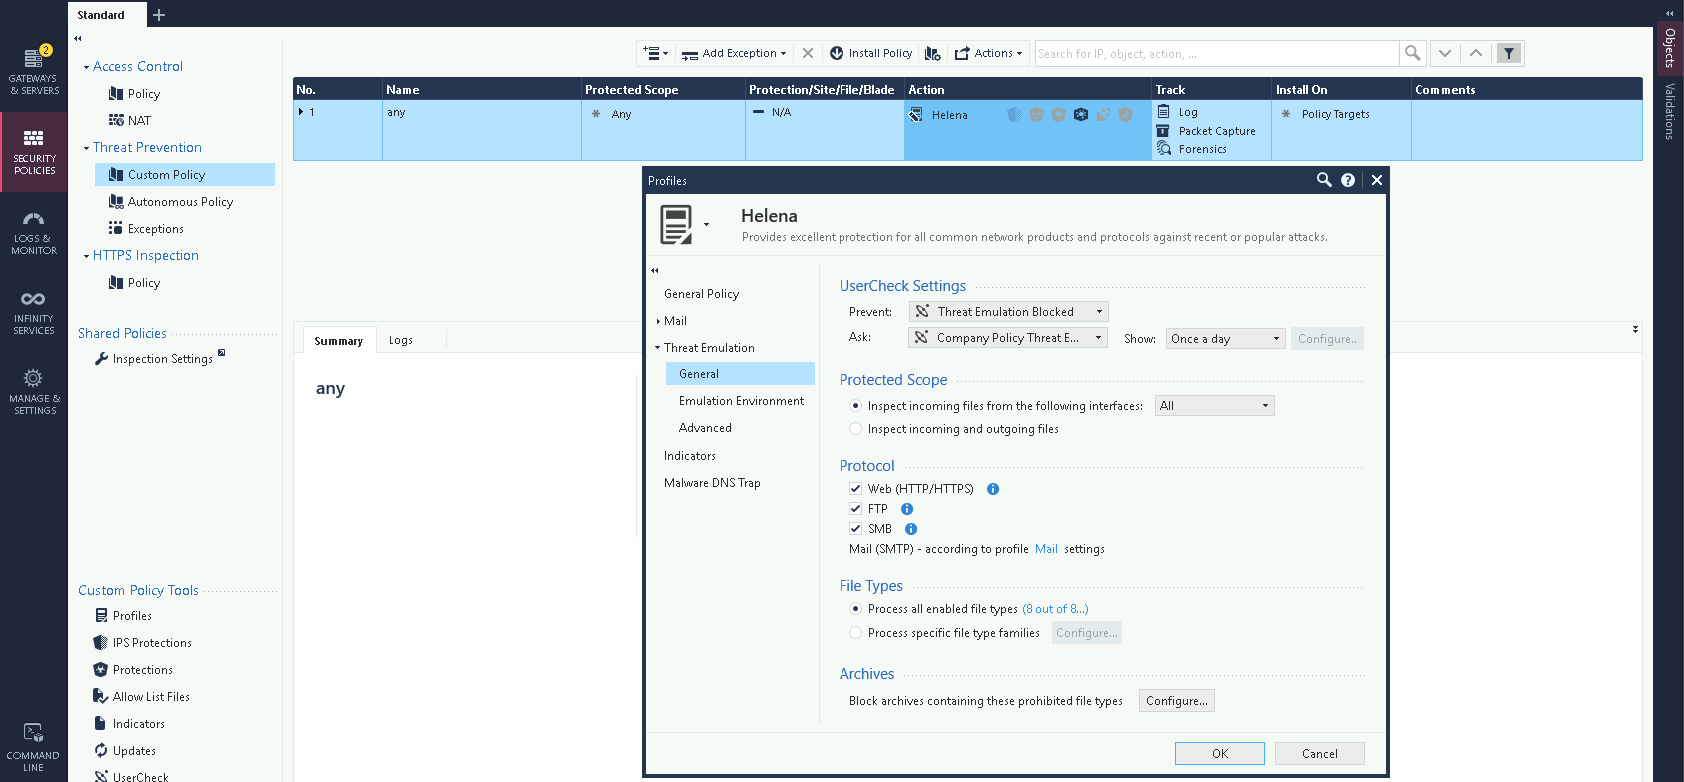 Standard
2
GATEWAYS
& SERVERS
SECURITY
POLICIES
LOGS &
MONITOR
INFINITY
SERVICES
MANAGE &
SETTINGS
COMMAND
LINE
Access Control
Policy
NAT
Threat Prevention
Custom Policy
Autonomous Policy
Exceptions
HTTPS Inspection
Policy
Shared Policies
Inspection Settings
Custom Policy Tools
Profiles
IPS Protections
Protections
Allow List Files
Indicators
Updates
UserCheck
Add Exception
Install Policy
Actions
Search for IP, object, action, ...
No. Name Protected Scope Protection/Site/File/Blade Action Track Install On Comments
1 any Any N/A Helena Log Policy Targets
Packet Capture
Forensics
Summary Logs
any
Profiles
Helena
Provides excellent protection for all common network products and protocols against recent or popular attacks.
General Policy
Mail
Threat Emulation
General
Emulation Environment
Advanced
Indicators
Malware DNS Trap
UserCheck Settings
Prevent: Threat Emulation Blocked
Ask: Company Policy Threat E... Show: Once a day Configure..
Protected Scope
Inspect incoming files from the following interfaces: All
Inspect incoming and outgoing files
Protocol
Web (HTTP/HTTPS)
FTP
SMB
Mail (SMTP) - according to profile Mail settings
File Types
Process all enabled file types (8 out of 8...)
Process specific file type families Configure...
Archives
Block archives containing these prohibited file types Configure...
OK Cancel
Objects
Validations